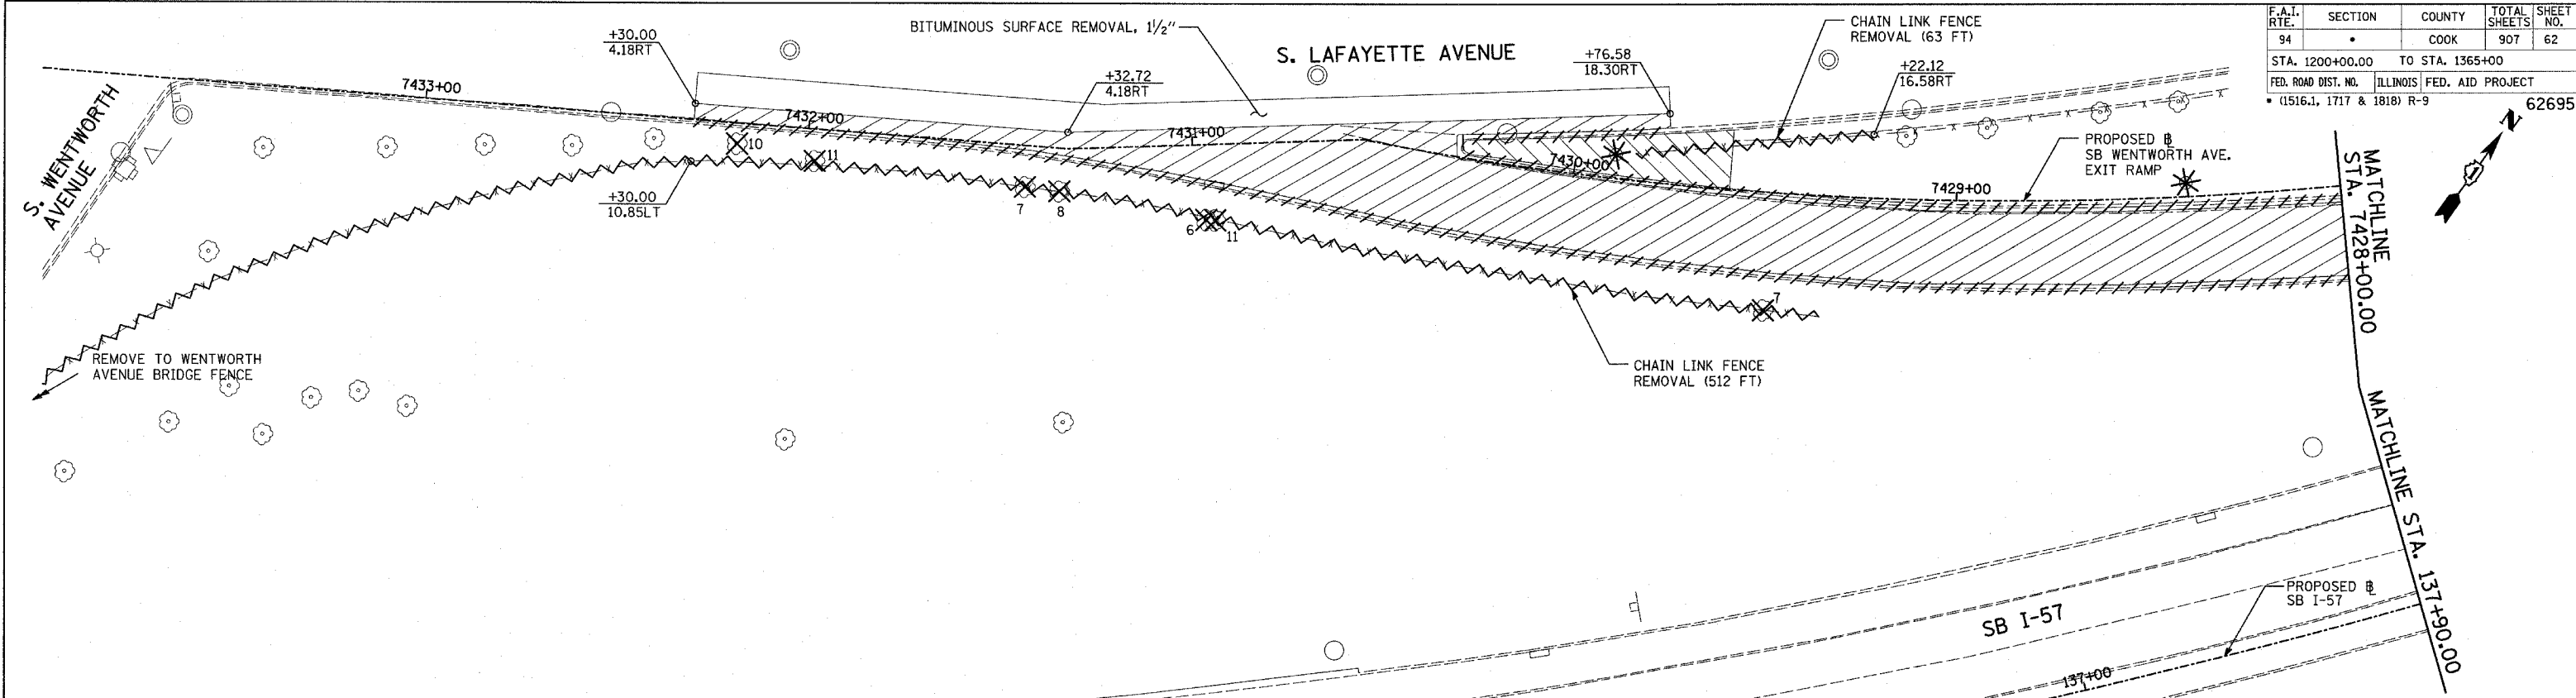 F.A.I. RTE. SECTION COUNTY TOTAL SHEETS SHEET NO.
94 • COOK 907 62
STA. 1200+00.00 TO STA. 1365+00
FED. ROAD DIST. NO. ILLINOIS FED. AID PROJECT
• (1516.1, 1717 & 1818) R-9
62695
N
1
BITUMINOUS SURFACE REMOVAL, 1½"
S. LAFAYETTE AVENUE
CHAIN LINK FENCE
REMOVAL (63 FT)
+30.00
4.18RT
+32.72
4.18RT
+76.58
18.30RT
+22.12
16.58RT
S. WENTWORTH
AVENUE
7433+00
7432+00
7431+00
7430+00
7429+00
PROPOSED B
SB WENTWORTH AVE.
EXIT RAMP
MATCHLINE
STA. 7428+00.00
10
11
7
8
6
11
7
+30.00
10.85LT
REMOVE TO WENTWORTH
AVENUE BRIDGE FENCE
CHAIN LINK FENCE
REMOVAL (512 FT)
MATCHLINE STA. 137+90.00
SB I-57
PROPOSED B
SB I-57
137+00